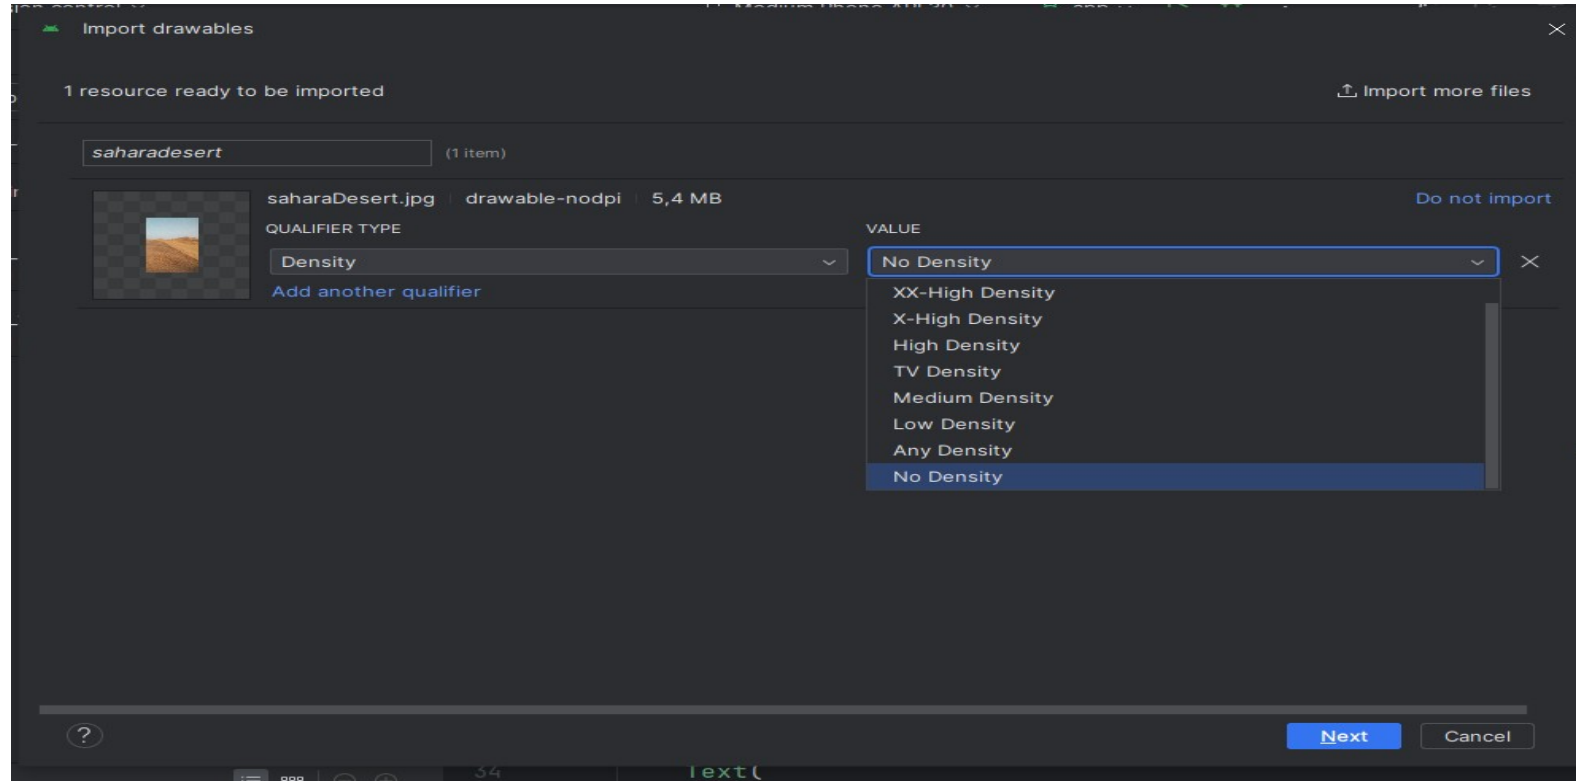 Import drawables
1 resource ready to be imported
Import more files
saharadesert (1 item)
saharaDesert.jpg drawable-nodpi 5,4 MB Do not import
QUALIFIER TYPE VALUE
Density No Density
Add another qualifier
XX-High Density
X-High Density
High Density
TV Density
Medium Density
Low Density
Any Density
No Density
? Next Cancel
34 Text(